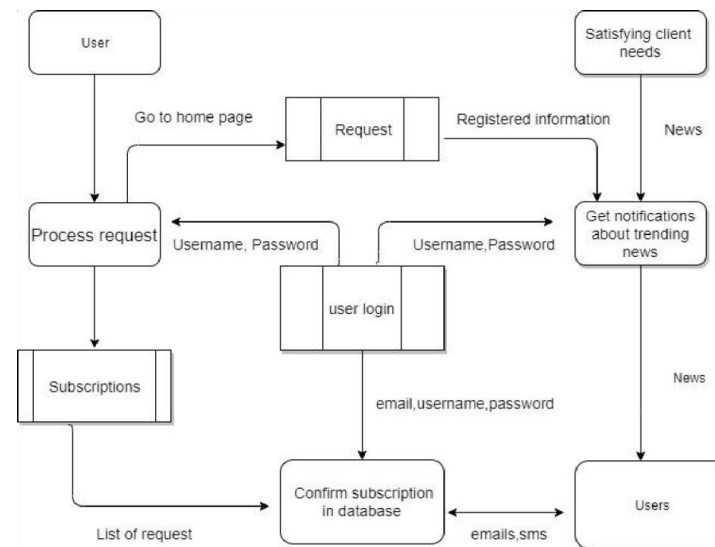 User
Satisfying client
needs
Go to home page
Request
Registered information
News
Process request
Username, Password
Username,Password
Get notifications
about trending
news
user login
Subscriptions
email,username,password
News
Confirm subscription
in database
Users
List of request
emails,sms